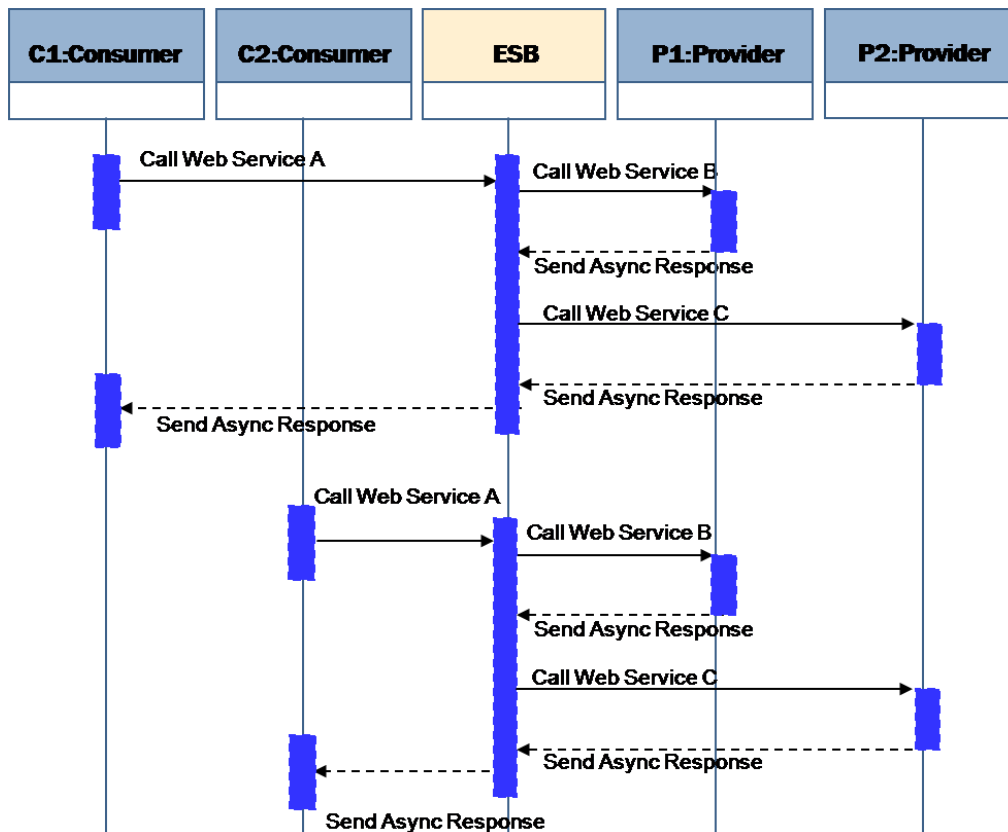 C1:Consumer
C2:Consumer
ESB
P1:Provider
P2:Provider
Call Web Service A
Call Web Service B
Send Async Response
Call Web Service C
Send Async Response
Send Async Response
Call Web Service A
Call Web Service B
Send Async Response
Call Web Service C
Send Async Response
Send Async Response